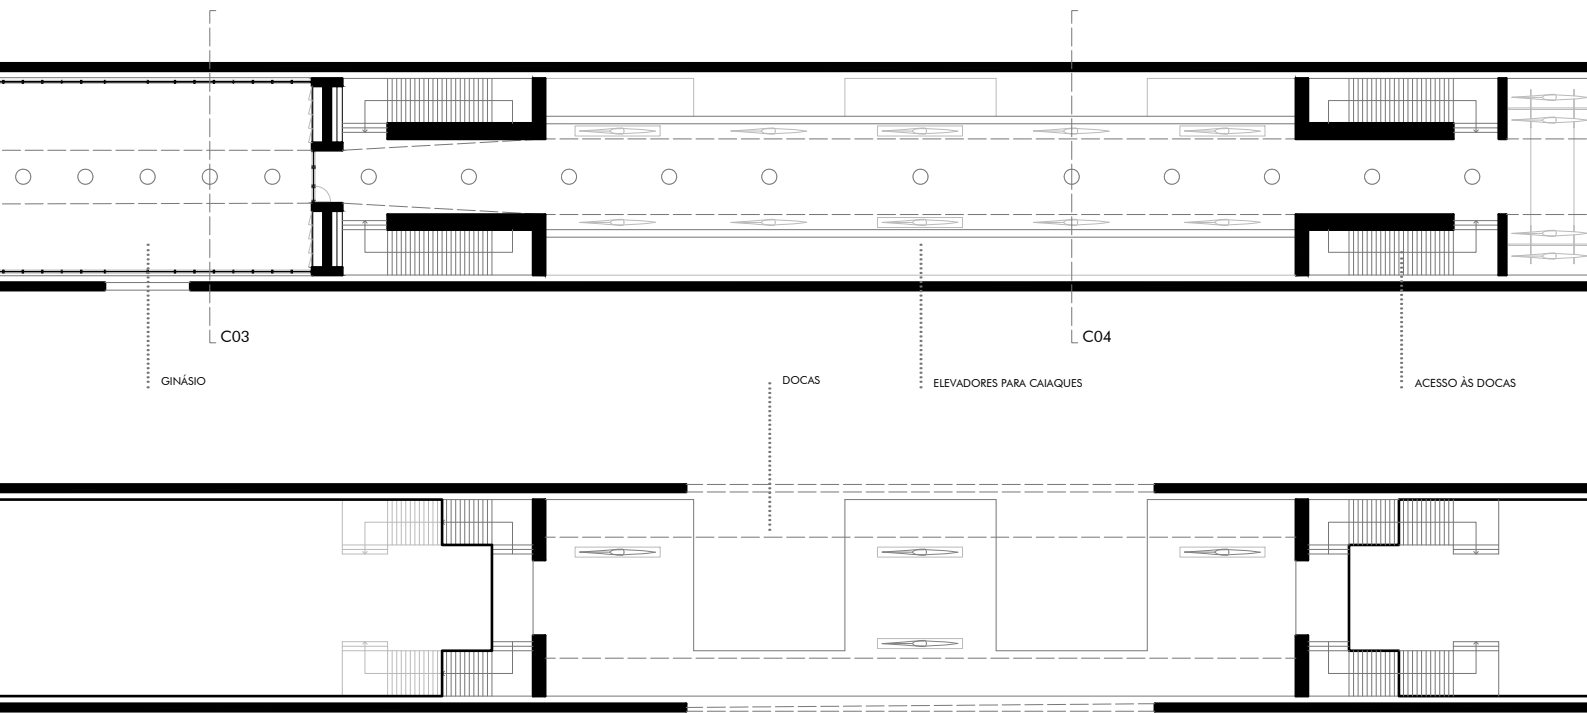 C03
C04
GINÁSIO
DOCAS
ELEVADORES PARA CAIAQUES
ACESSO ÀS DOCAS